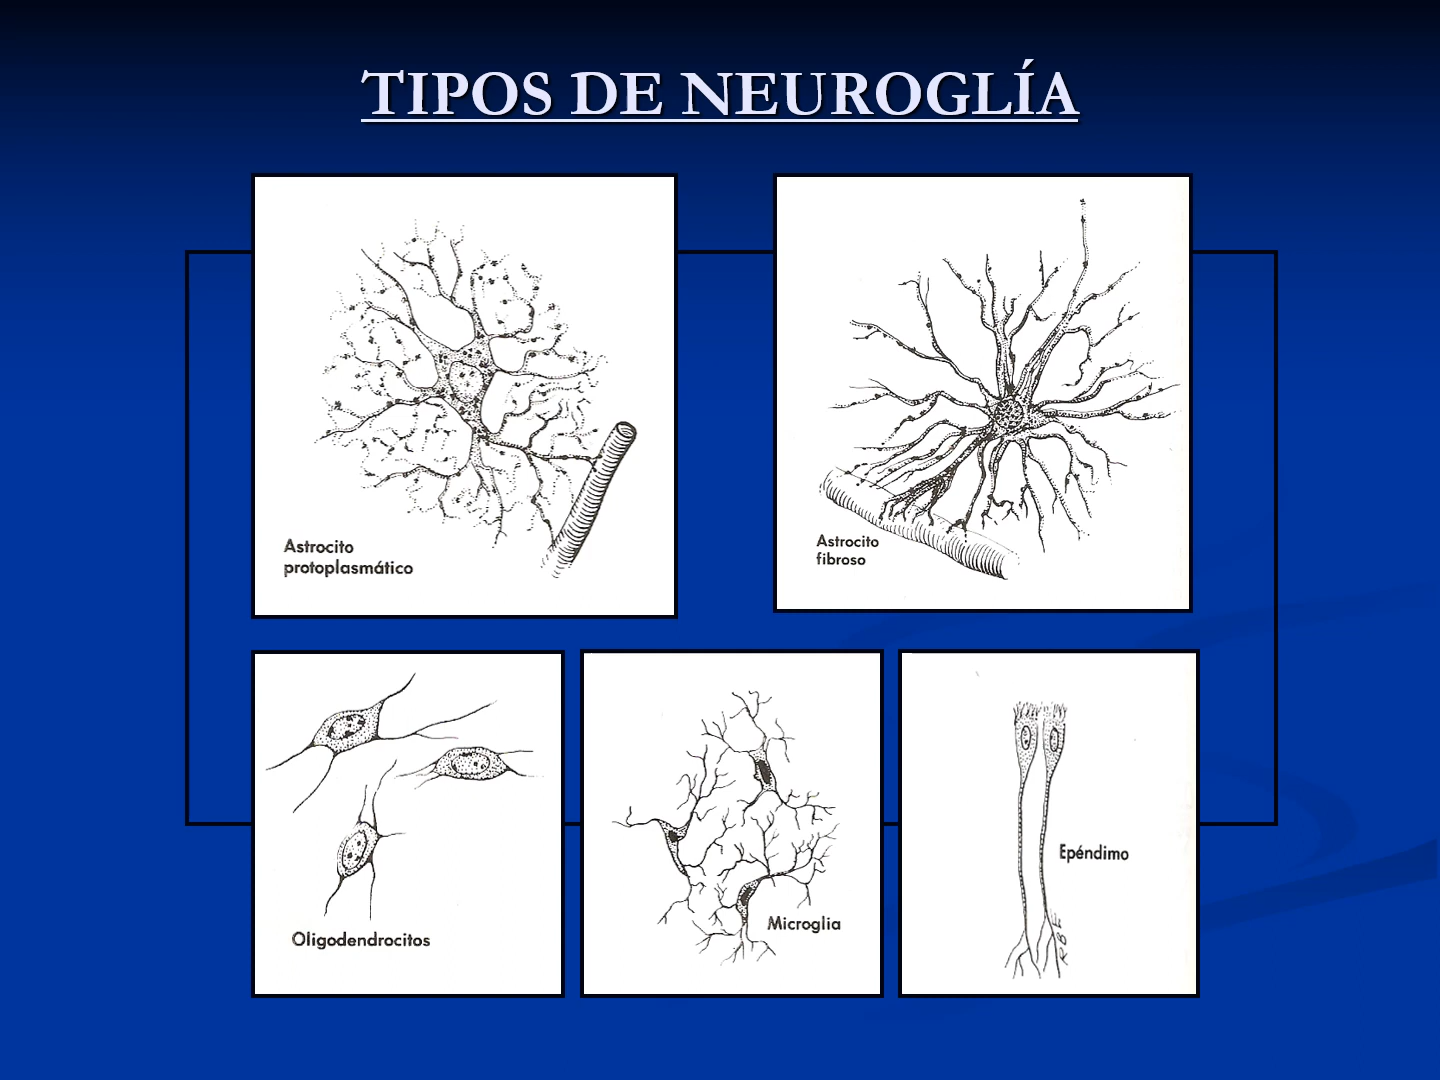 TIPOS DE NEUROGLÍA
Astrocito
protoplasmático
Astrocito
fibroso
Oligodendrocitos
Microglia
Epéndimo